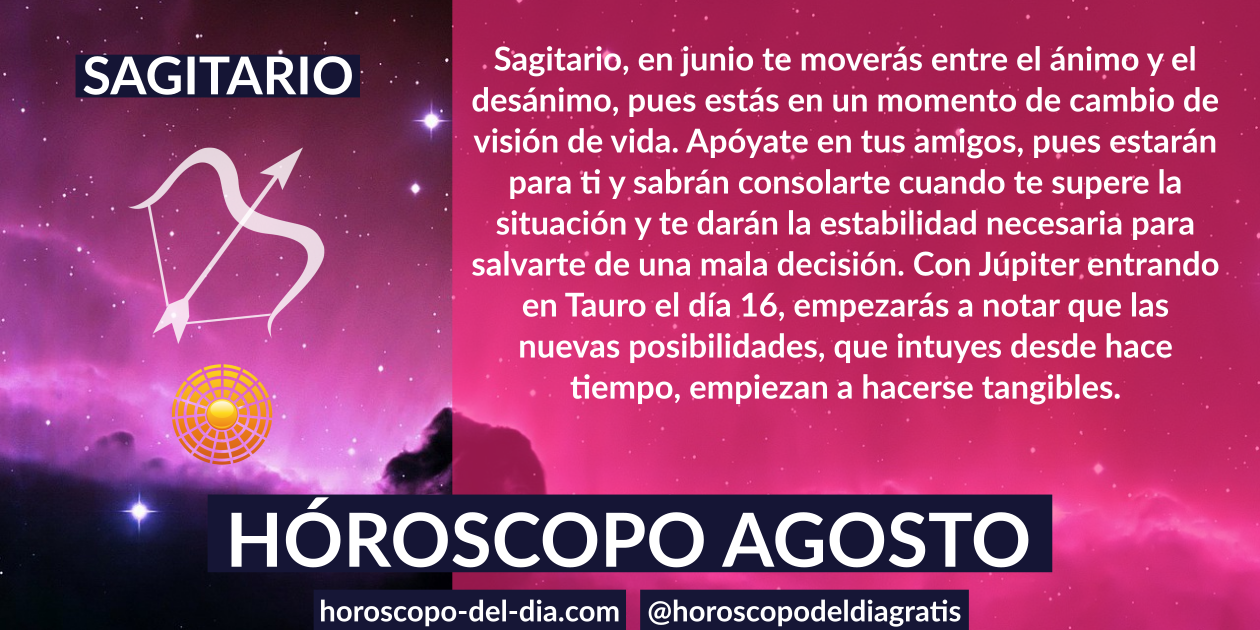 SAGITARIO
Sagitario, en junio te moverás entre el ánimo y el
desánimo, pues estás en un momento de cambio de
visión de vida. Apóyate en tus amigos, pues estarán
para ti y sabrán consolarte cuando te supere la
situación y te darán la estabilidad necesaria para
salvarte de una mala decisión. Con Júpiter entrando
en Tauro el día 16, empezarás a notar que las
nuevas posibilidades, que intuyes desde hace
tiempo, empiezan a hacerse tangibles.
HÓROSCOPO AGOSTO
horoscopo-del-dia.com
@horoscopodeldiagratis